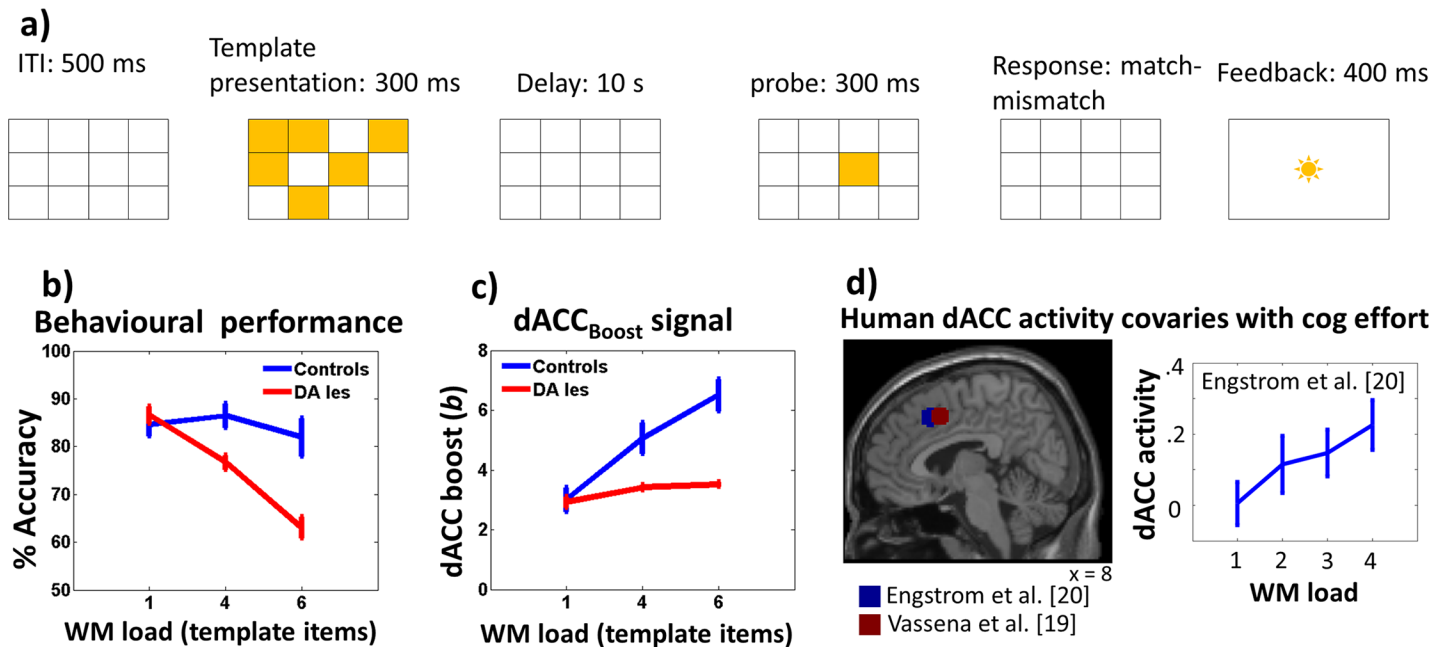 a)
ITI: 500 ms
Template
presentation: 300 ms
Delay: 10 s
probe: 300 ms
Response: match-
mismatch
Feedback: 400 ms
b)
Behavioural performance
100
90
80
70
60
50
% Accuracy
Controls
DA les
1 4 6
WM load (template items)
c)
dACCBoost signal
8
6
4
2
0
dACC boost (b)
Controls
DA les
1 4 6
WM load (template items)
d)
Human dACC activity covaries with cog effort
x = 8
Engstrom et al. [20]
Vassena et al. [19]
Engstrom et al. [20]
.4
.2
0
dACC activity
1 2 3 4
WM load